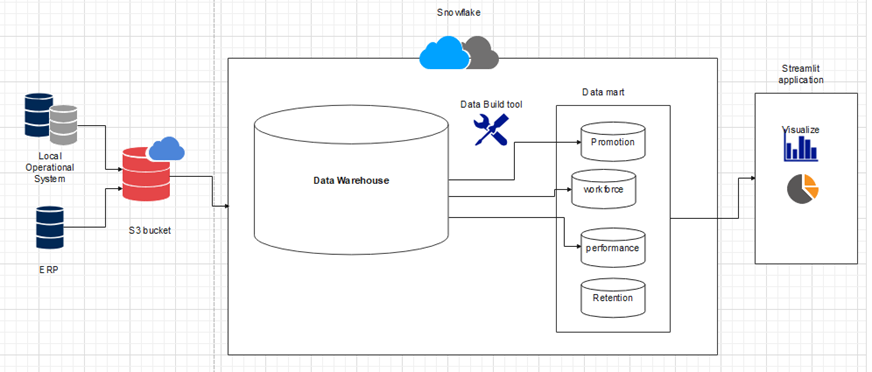 Snowflake
Streamlit
application
Data mart
Data Build tool
Visualize
Promotion
Local
Operational
System
Data Warehouse
workforce
S3 bucket
performance
ERP
Retention